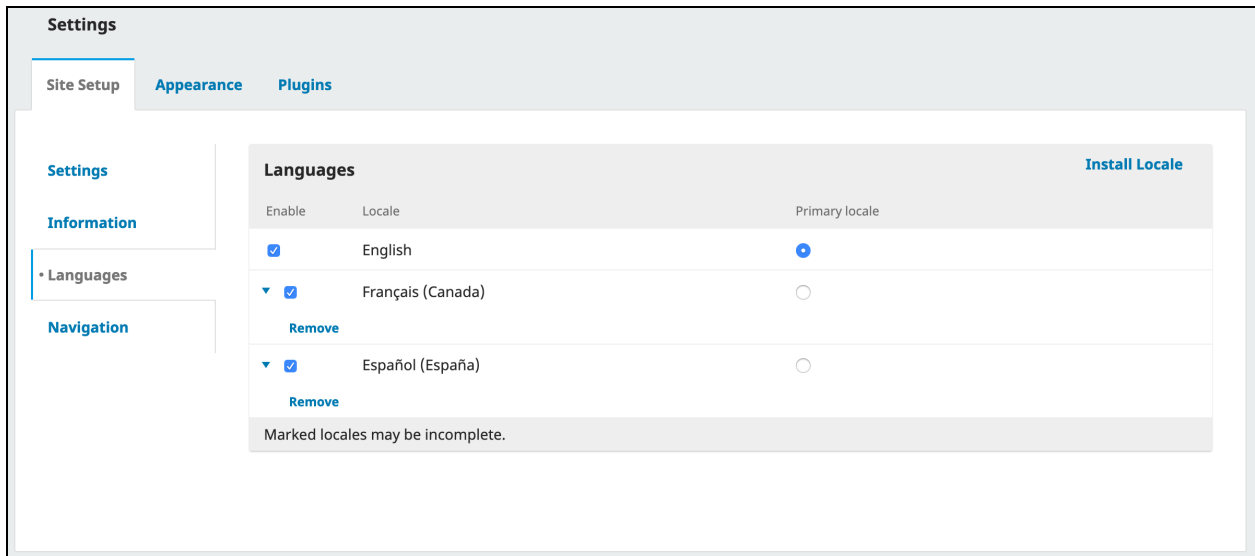 Settings
Site Setup Appearance Plugins
Settings
Information
• Languages
Navigation
Languages Install Locale
Enable Locale Primary locale
English
Français (Canada)
Remove
Español (España)
Remove
Marked locales may be incomplete.